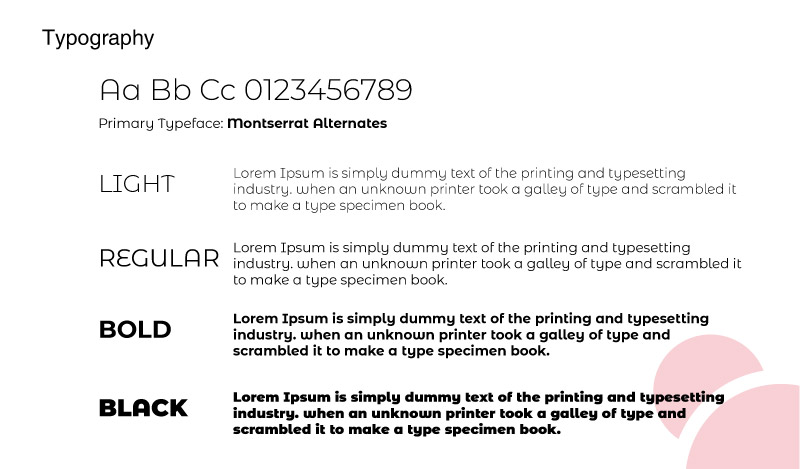 Typography
Aa Bb Cc 0123456789
Primary Typeface: Montserrat Alternates
LIGHT
Lorem Ipsum is simply dummy text of the printing and typesetting
industry. when an unknown printer took a galley of type and scrambled it
to make a type specimen book.
REGULAR
Lorem Ipsum is simply dummy text of the printing and typesetting
industry. when an unknown printer took a galley of type and scrambled it
to make a type specimen book.
BOLD
Lorem Ipsum is simply dummy text of the printing and typesetting
industry. when an unknown printer took a galley of type and
scrambled it to make a type specimen book.
BLACK
Lorem Ipsum is simply dummy text of the printing and typesetting
industry. when an unknown printer took a galley of type and
scrambled it to make a type specimen book.